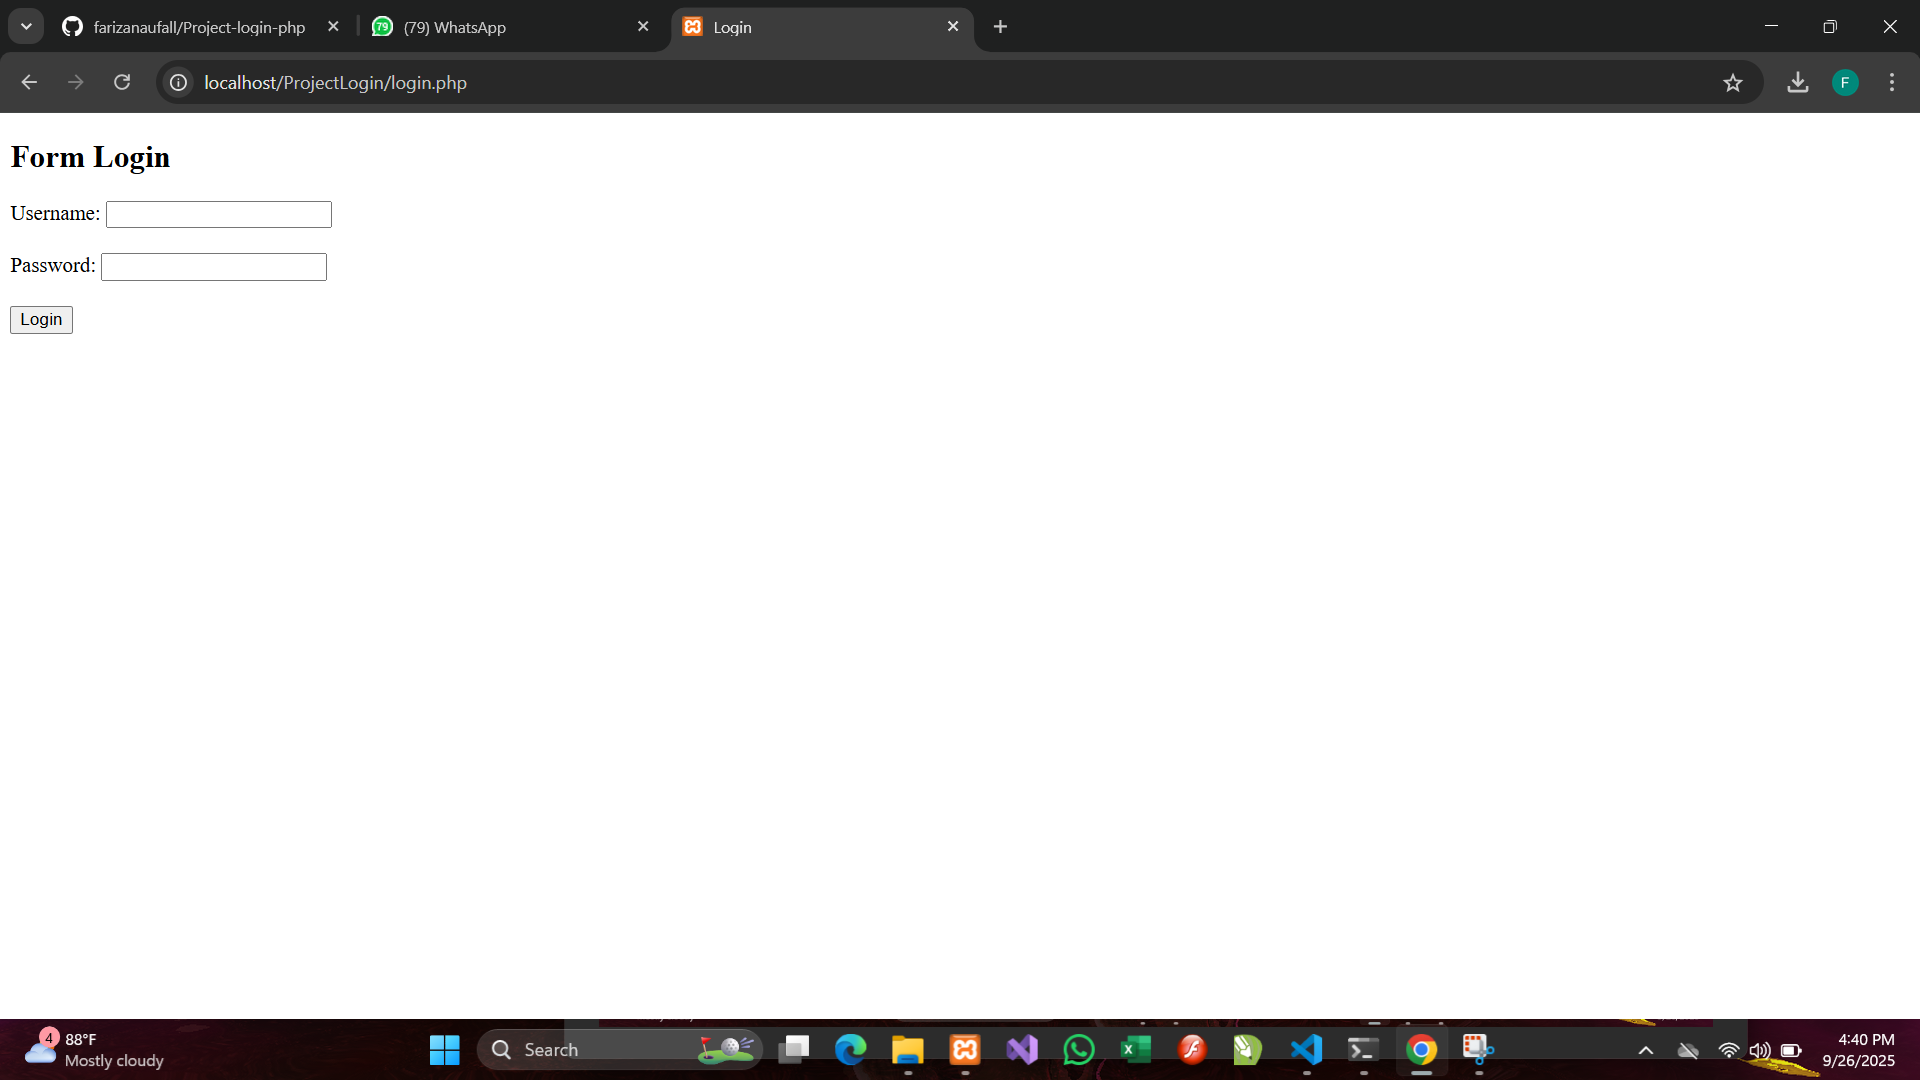 farizanaufall/Project-login-php
79
(79) WhatsApp
Login
localhost/ProjectLogin/login.php
F
Form Login
Username:
Password:
Login
4
88°F
Mostly cloudy
Search
4:40 PM
9/26/2025